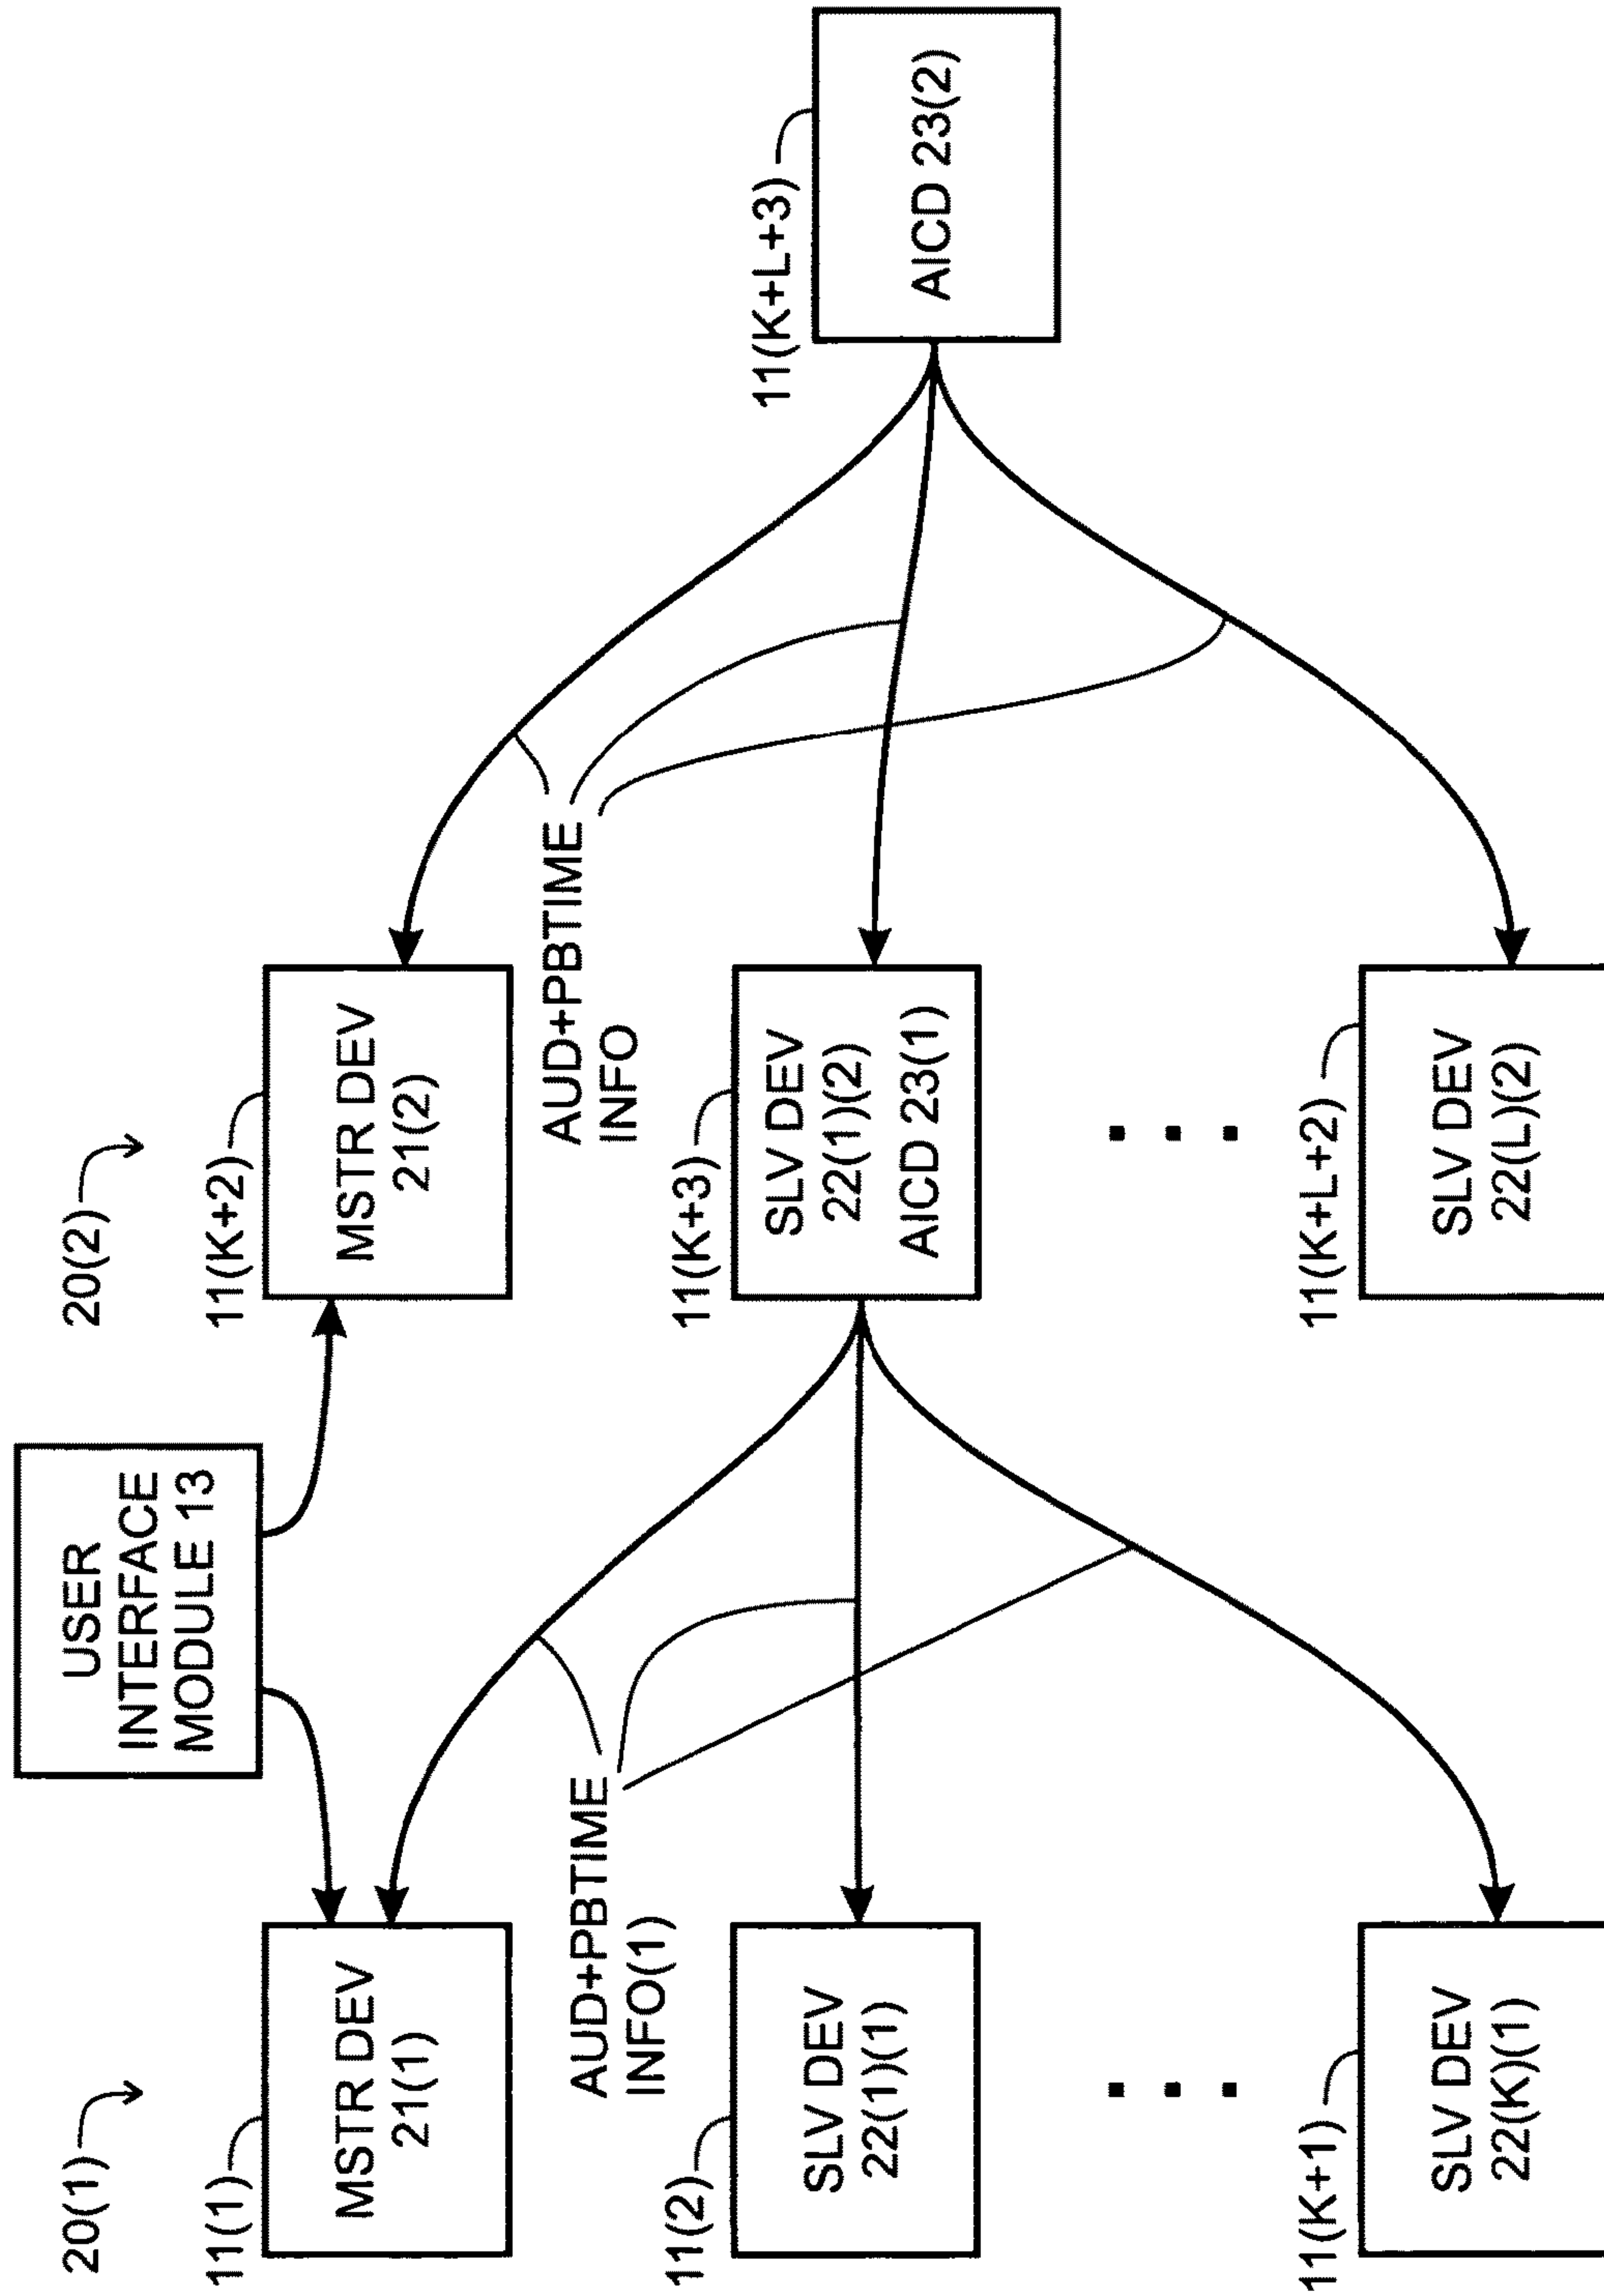 USER
INTERFACE
MODULE 13
20(1)
11(1)
MSTR DEV
21(1)
AUD+PBTIME
INFO(1)
11(2)
SLV DEV
22(1)(1)
11(K+1)
SLV DEV
22(K)(1)
20(2)
11(K+2)
MSTR DEV
21(2)
AUD+PBTIME
INFO
11(K+3)
SLV DEV
22(1)(2)
AICD 23(1)
11(K+L+2)
SLV DEV
22(L)(2)
11(K+L+3)
AICD 23(2)